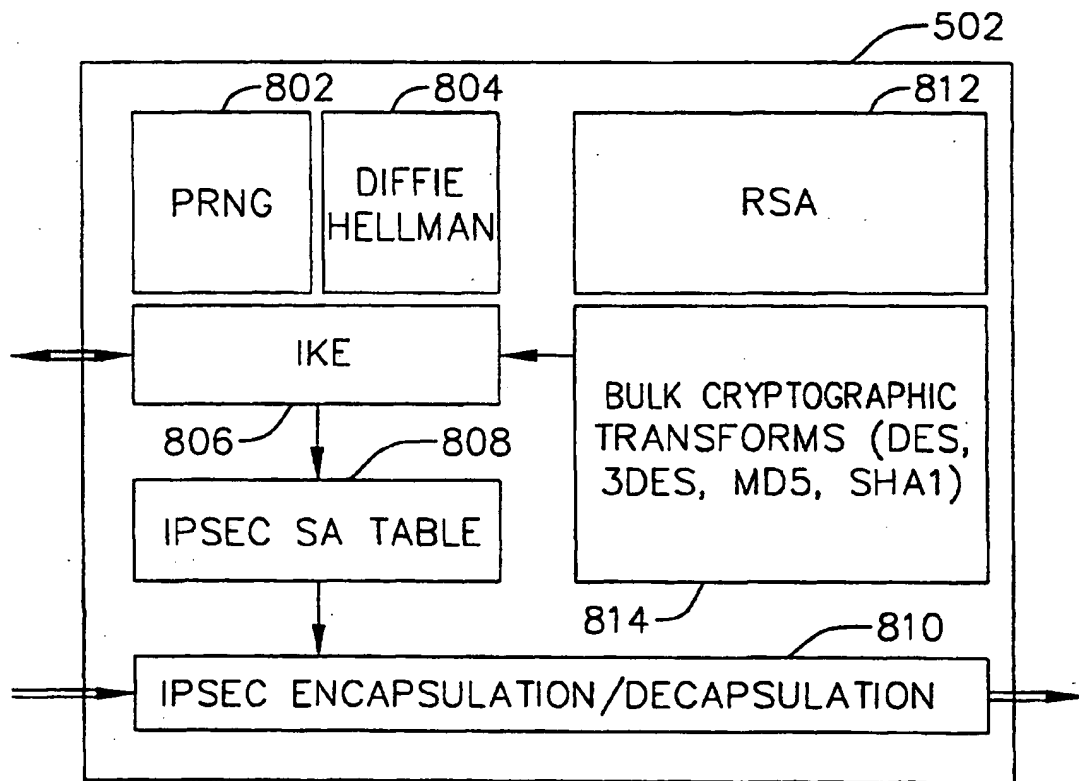 502
802
804
812
PRNG
DIFFIE
HELLMAN
RSA
IKE
BULK CRYPTOGRAPHIC
TRANSFORMS (DES,
3DES, MD5, SHA1)
806
808
IPSEC SA TABLE
814
810
IPSEC ENCAPSULATION/DECAPSULATION